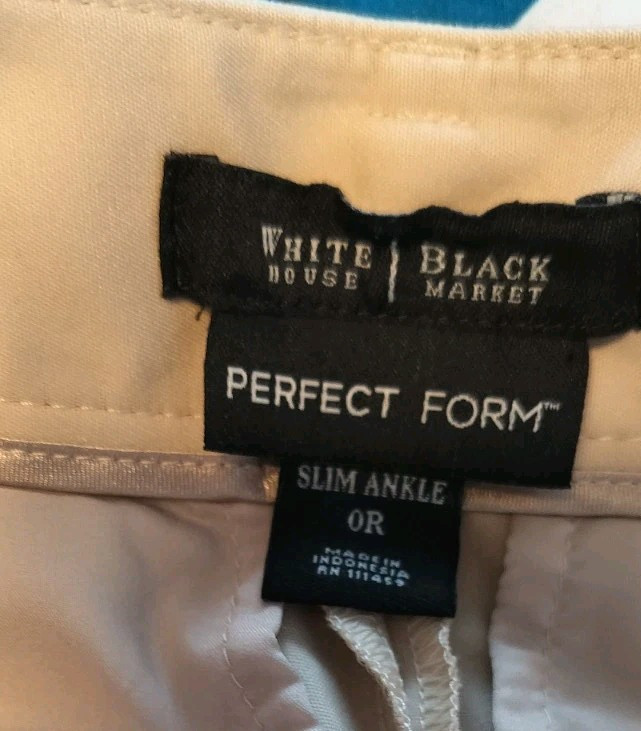 WHITE HOUSE | BLACK MARKET
PERFECT FORM™
SLIM ANKLE
0R
MADE IN
INDONESIA
RN 111459